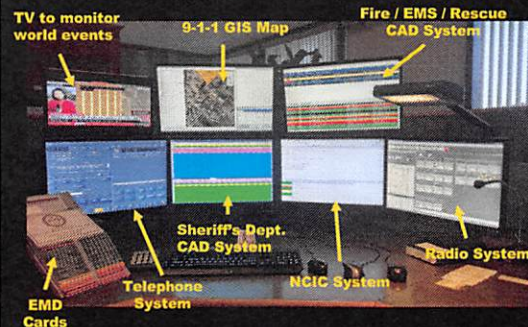 TV to monitor
world events
9-1-1 GIS Map
Fire / EMS / Rescue
CAD System
Sheriff's Dept.
CAD System
Radio System
NCIC System
Telephone
System
EMD
Cards